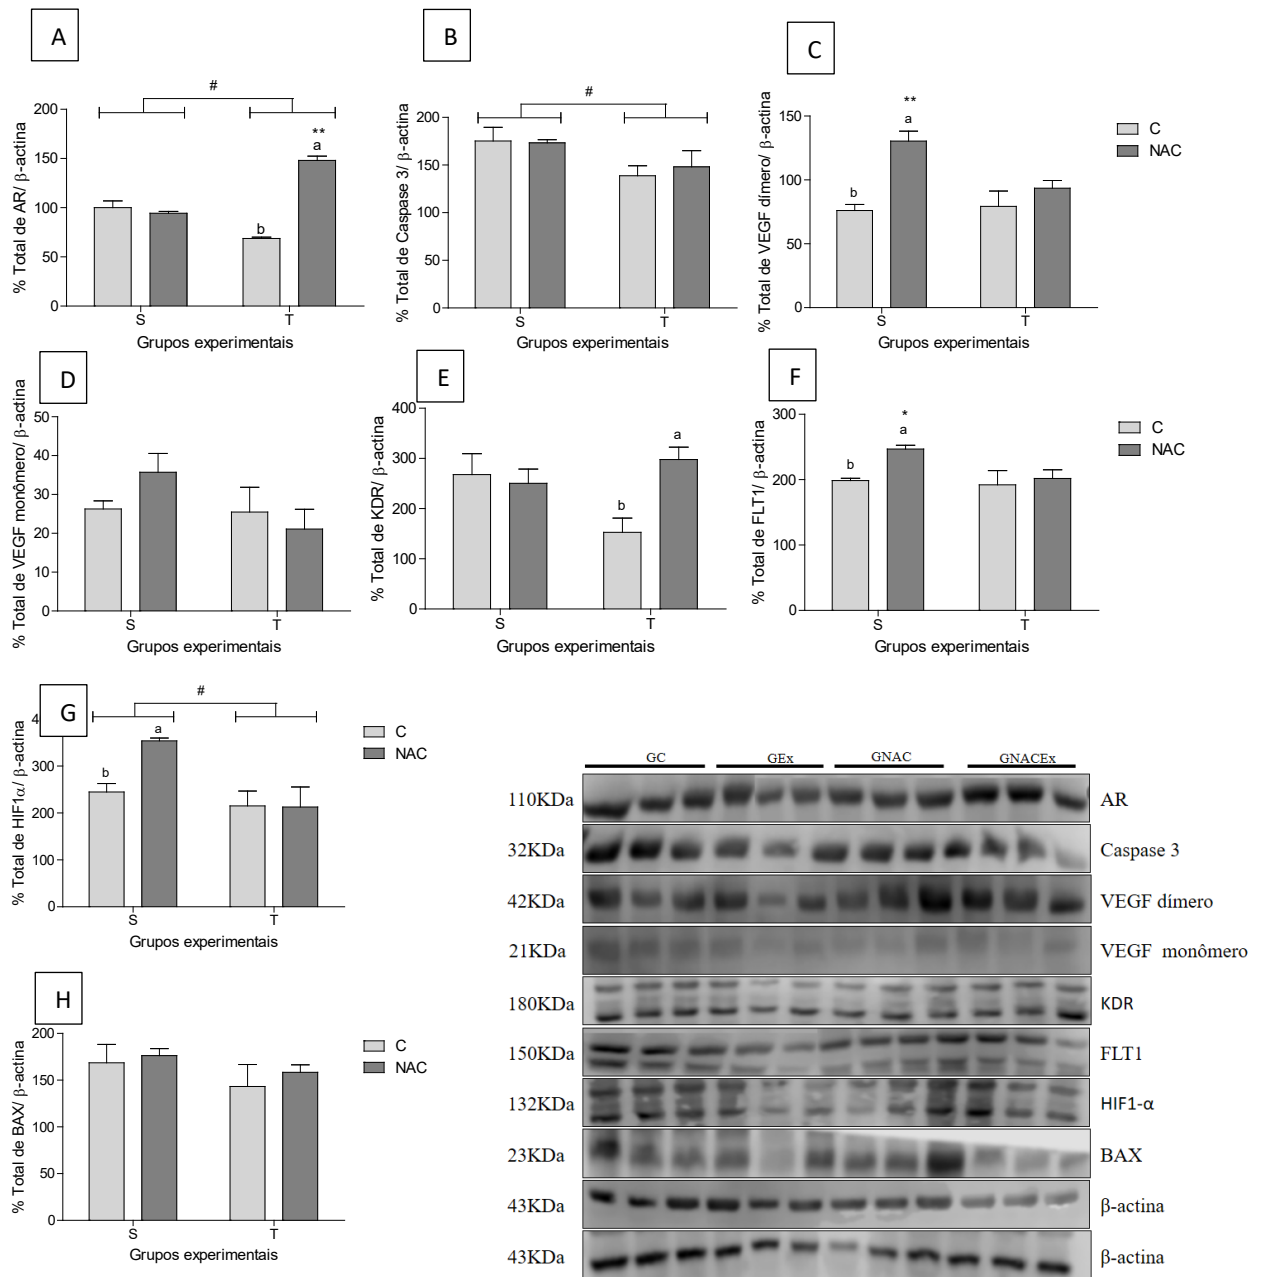 A
B
C
#
% Total de AR/ β-actina
200
150
100
50
0
**
a
b
S
T
Grupos experimentais
#
% Total de Caspase 3/ β-actina
200
150
100
50
0
S
T
Grupos experimentais
% Total de VEGF dímero/ β-actina
150
100
50
0
**
a
b
S
T
Grupos experimentais
C
NAC
D
E
F
% Total de VEGF monômero/ β-actina
50
40
30
20
10
0
S
T
Grupos experimentais
% Total de KDR/ β-actina
400
300
200
100
0
a
b
S
T
Grupos experimentais
% Total de FLT1/ β-actina
300
200
100
0
*
a
b
S
T
Grupos experimentais
C
NAC
G
#
% Total de HIF1α/ β-actina
4
300
200
100
0
a
b
S
T
Grupos experimentais
C
NAC
H
% Total de BAX/ β-actina
200
150
100
50
0
S
T
Grupos experimentais
C
NAC
GC GEx GNAC GNACEx
110KDa AR
32KDa Caspase 3
42KDa VEGF dímero
21KDa VEGF monômero
180KDa KDR
150KDa FLT1
132KDa HIF1-α
23KDa BAX
43KDa β-actina
43KDa β-actina